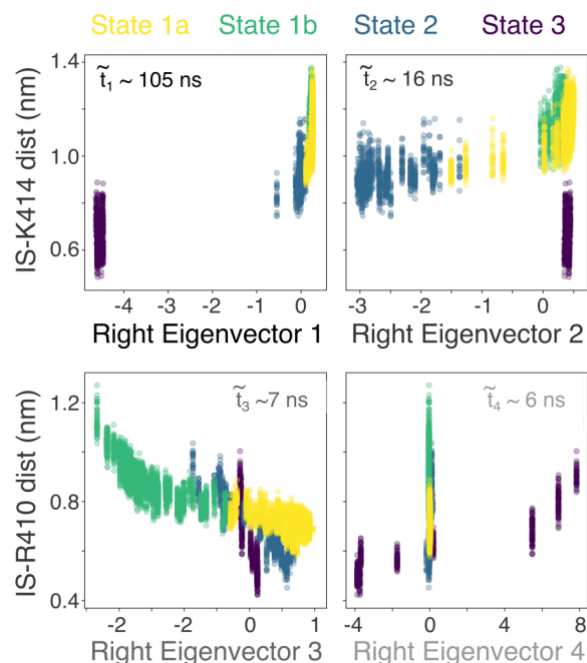 State 1a State 1b State 2 State 3
t̃₁ ~ 105 ns
t̃₂ ~ 16 ns
IS-K414 dist (nm)
1.4
1.0
0.6
-4 -3 -2 -1 0
-3 -2 -1 0
Right Eigenvector 1
Right Eigenvector 2
t̃₃ ~7 ns
t̃₄ ~ 6 ns
IS-R410 dist (nm)
1.2
0.8
0.4
-2 -2 -1 0 1
-4 0 4 8
Right Eigenvector 3
Right Eigenvector 4